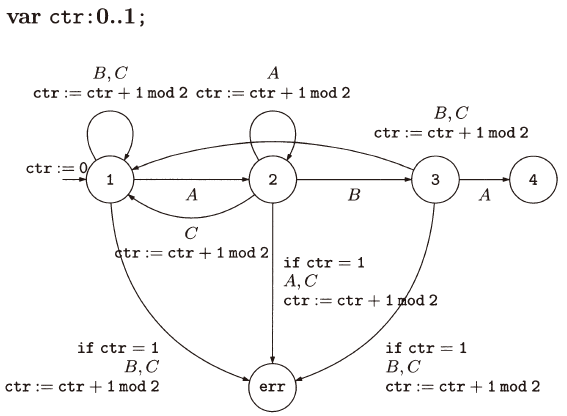 var ctr:0..1;
B, C
ctr := ctr + 1 mod 2
A
ctr := ctr + 1 mod 2
B, C
ctr := ctr + 1 mod 2
ctr := 0
1
A
2
B
3
A
4
C
ctr := ctr + 1 mod 2
if ctr = 1
A, C
ctr := ctr + 1 mod 2
if ctr = 1
B, C
ctr := ctr + 1 mod 2
err
if ctr = 1
B, C
ctr := ctr + 1 mod 2